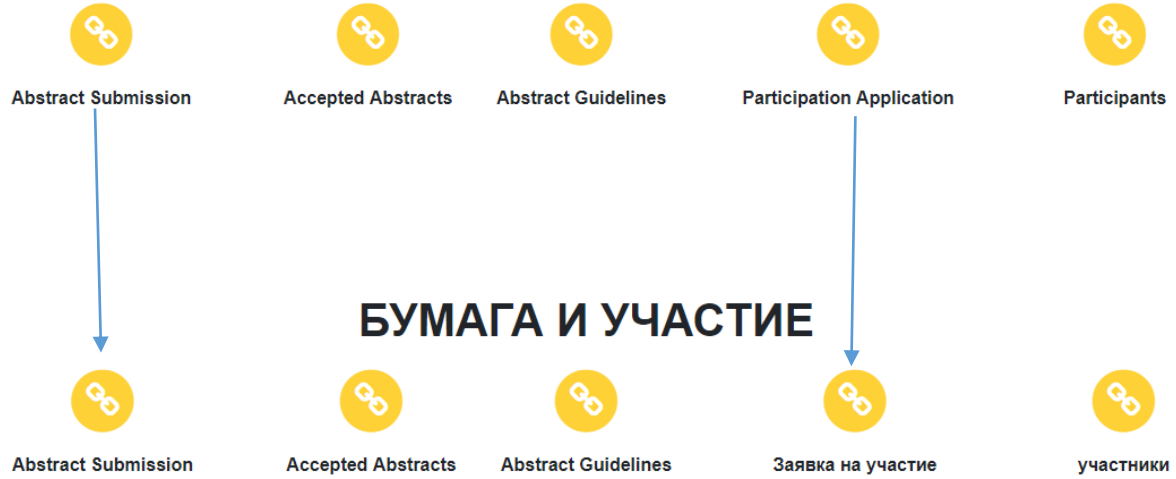 Abstract Submission Accepted Abstracts Abstract Guidelines Participation Application Participants
БУМАГА И УЧАСТИЕ
Abstract Submission Accepted Abstracts Abstract Guidelines Заявка на участие участники